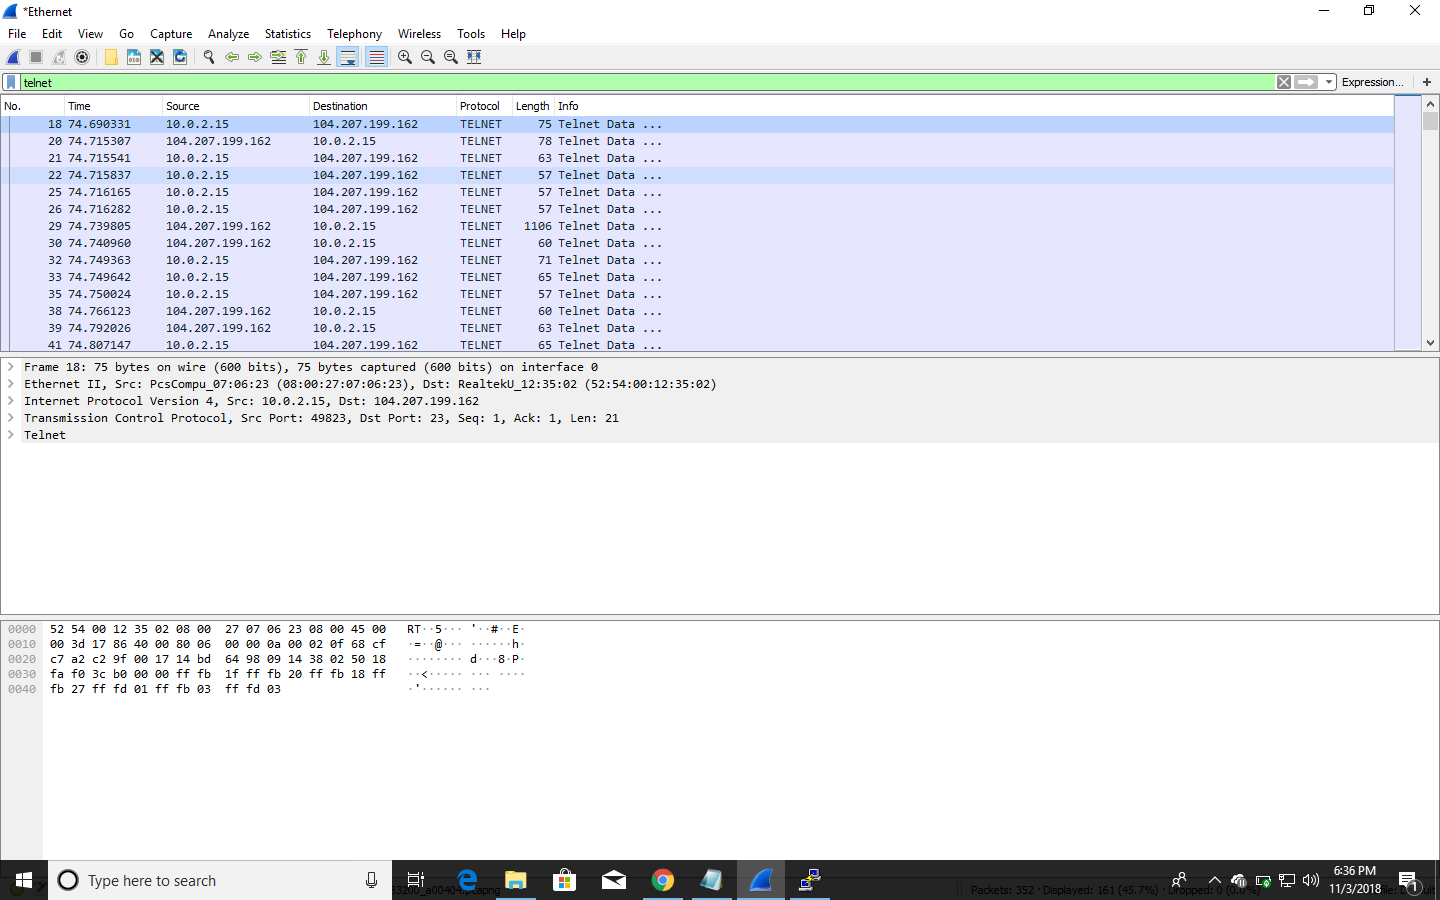 *Ethernet
File Edit View Go Capture Analyze Statistics Telephony Wireless Tools Help
telnet Expression... +
No. Time Source Destination Protocol Length Info
18 74.690331 10.0.2.15 104.207.199.162 TELNET 75 Telnet Data ...
20 74.715307 104.207.199.162 10.0.2.15 TELNET 78 Telnet Data ...
21 74.715541 10.0.2.15 104.207.199.162 TELNET 63 Telnet Data ...
22 74.715837 10.0.2.15 104.207.199.162 TELNET 57 Telnet Data ...
25 74.716165 10.0.2.15 104.207.199.162 TELNET 57 Telnet Data ...
26 74.716282 10.0.2.15 104.207.199.162 TELNET 57 Telnet Data ...
29 74.739805 104.207.199.162 10.0.2.15 TELNET 1106 Telnet Data ...
30 74.740960 104.207.199.162 10.0.2.15 TELNET 60 Telnet Data ...
32 74.749363 10.0.2.15 104.207.199.162 TELNET 71 Telnet Data ...
33 74.749642 10.0.2.15 104.207.199.162 TELNET 65 Telnet Data ...
35 74.750024 10.0.2.15 104.207.199.162 TELNET 57 Telnet Data ...
38 74.766123 104.207.199.162 10.0.2.15 TELNET 60 Telnet Data ...
39 74.792026 104.207.199.162 10.0.2.15 TELNET 63 Telnet Data ...
41 74.807147 10.0.2.15 104.207.199.162 TELNET 65 Telnet Data ...
Frame 18: 75 bytes on wire (600 bits), 75 bytes captured (600 bits) on interface 0
Ethernet II, Src: PcsCompu_07:06:23 (08:00:27:07:06:23), Dst: RealtekU_12:35:02 (52:54:00:12:35:02)
Internet Protocol Version 4, Src: 10.0.2.15, Dst: 104.207.199.162
Transmission Control Protocol, Src Port: 49823, Dst Port: 23, Seq: 1, Ack: 1, Len: 21
Telnet
0000 52 54 00 12 35 02 08 00 27 07 06 23 08 00 45 00 RT··5··· '··#··E·
0010 00 3d 17 86 40 00 80 06 00 00 0a 00 02 0f 68 cf ·=··@··· ······h·
0020 c7 a2 c2 9f 00 17 14 bd 64 98 09 14 38 02 50 18 ········ d···8·P·
0030 fa f0 3c b0 00 00 ff fb 1f ff fb 20 ff fb 18 ff ··<····· ··· ····
0040 fb 27 ff fd 01 ff fb 03 ff fd 03 ·'······ ···
Type here to search
Packets: 352 · Displayed: 161 (45.7%) · Dropped: 0 (0.0%)
6:36 PM
11/3/2018
1